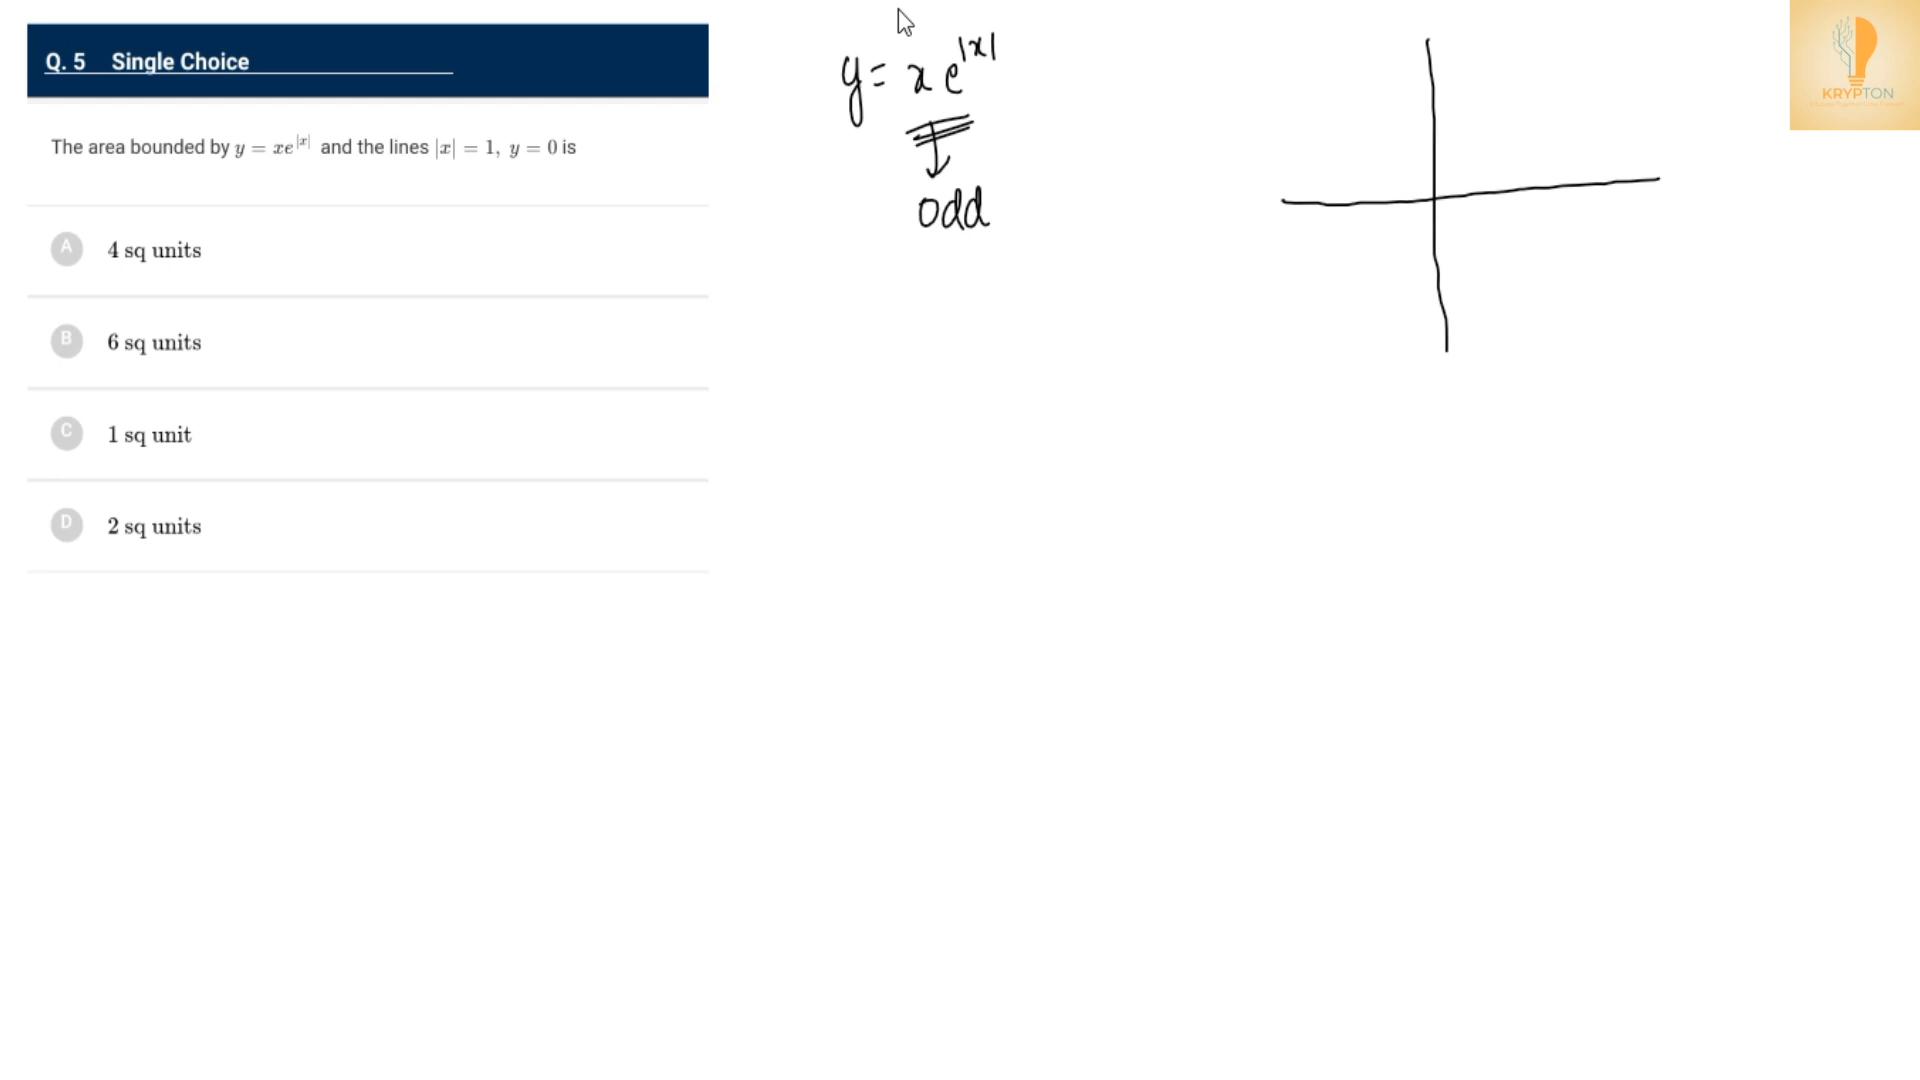 Q. 5 Single Choice
The area bounded by y = xe^|x| and the lines |x| = 1, y = 0 is
A 4 sq units
B 6 sq units
C 1 sq unit
D 2 sq units
y = x e^|x|
odd
KRYPTON